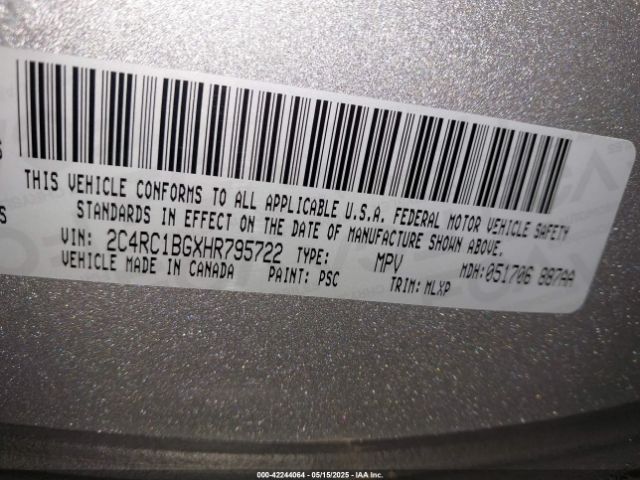 THIS VEHICLE CONFORMS TO ALL APPLICABLE U.S.A. FEDERAL MOTOR VEHICLE SAFETY
STANDARDS IN EFFECT ON THE DATE OF MANUFACTURE SHOWN ABOVE.
VIN: 2C4RC1BGXHR795722 TYPE: MPV MDH:051706 887AA
VEHICLE MADE IN CANADA PAINT: PSC TRIM: MLXP
000-42244064 - 05/15/2025 - IAA Inc.